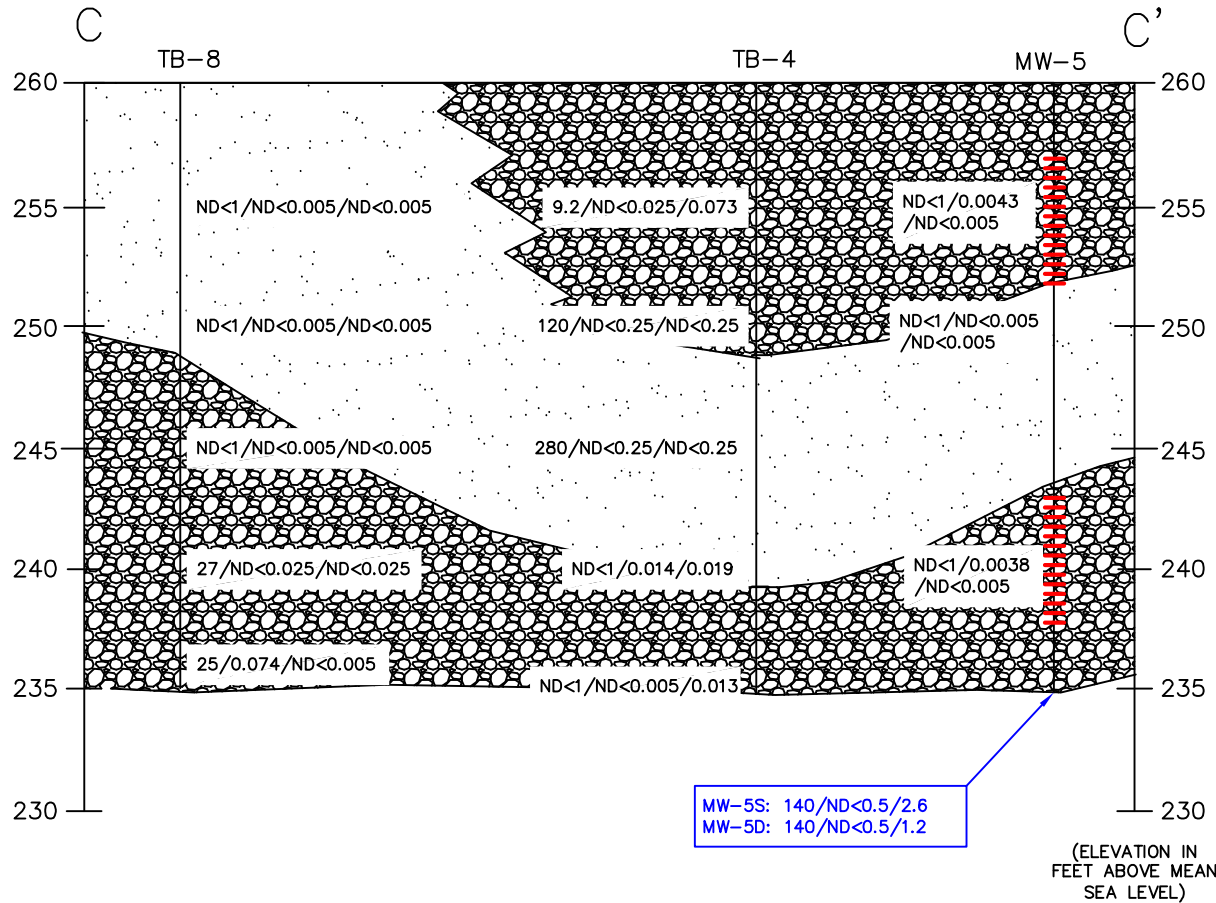 C
C'
TB-8
TB-4
MW-5
260
260
ND<1/ND<0.005/ND<0.005
9.2/ND<0.025/0.073
ND<1/0.0043
/ND<0.005
255
255
ND<1/ND<0.005/ND<0.005
120/ND<0.25/ND<0.25
ND<1/ND<0.005
/ND<0.005
250
250
ND<1/ND<0.005/ND<0.005
280/ND<0.25/ND<0.25
245
245
27/ND<0.025/ND<0.025
ND<1/0.014/0.019
ND<1/0.0038
/ND<0.005
240
240
25/0.074/ND<0.005
ND<1/ND<0.005/0.013
235
235
MW-5S: 140/ND<0.5/2.6
MW-5D: 140/ND<0.5/1.2
230
230
(ELEVATION IN
FEET ABOVE MEAN
SEA LEVEL)